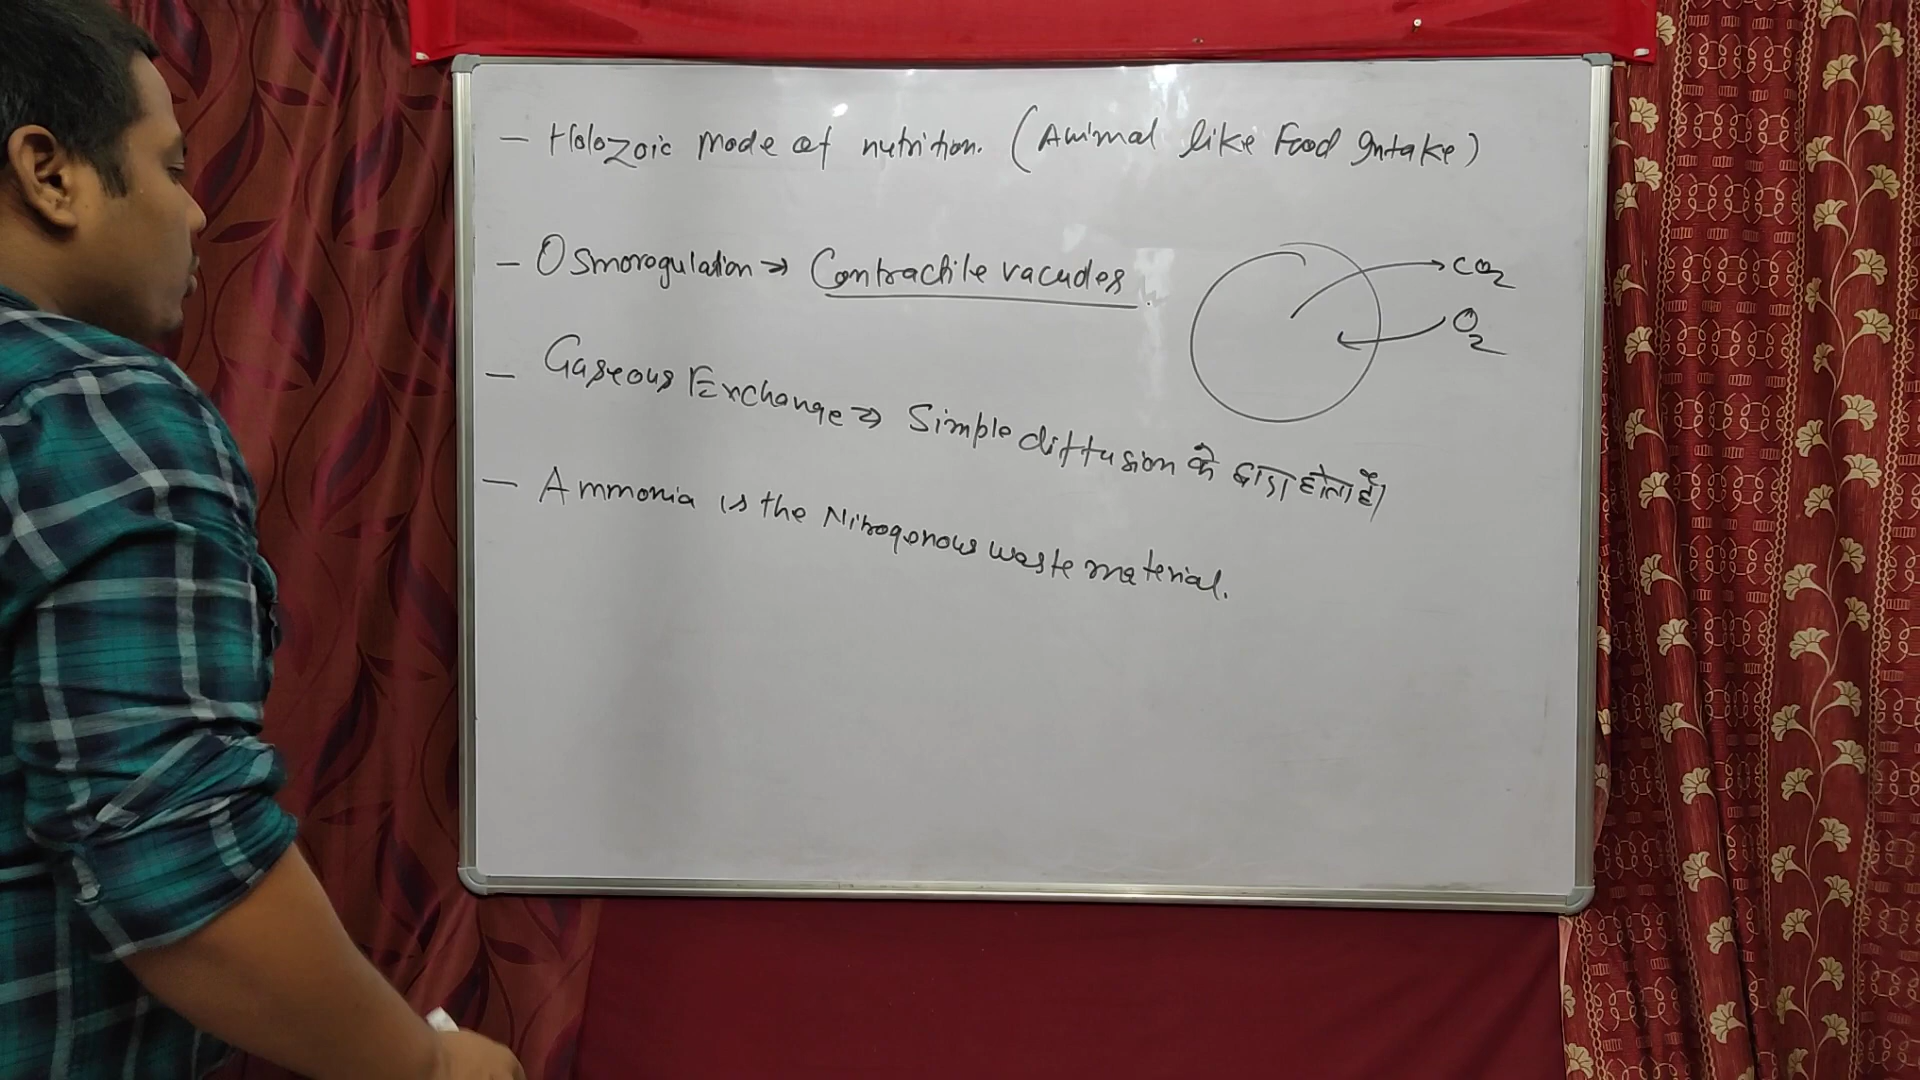 - Holozoic mode of nutrition. (Animal like Food Intake)
- Osmoregulation → Contractile vacuoles.
CO2
O2
- Gaseous Exchange → Simple diffusion के द्वारा होता है।
- Ammonia is the Nitrogenous waste material.